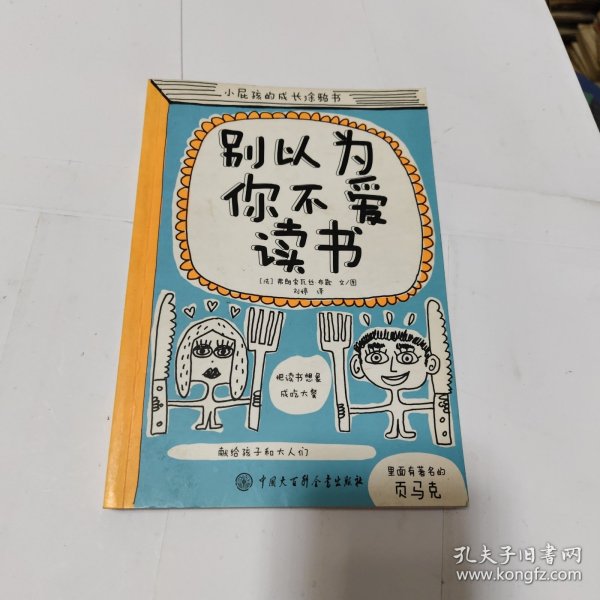 小屁孩的成长涂鸦书
别以为
你不爱
读书
[法] 弗朗索瓦兹·布歇 文/图
刘婷 译
把读书想象
成吃大餐
献给孩子和大人们
中国大百科全书出版社
里面有著名的
页马克
孔夫子旧书网
www.kongfz.com